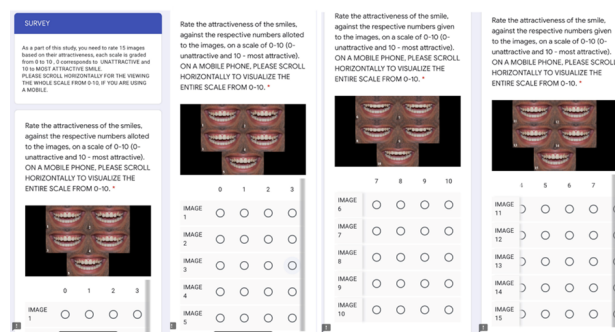 SURVEY
As a part of this study, you need to rate 15 images
based on their attractiveness, each scale is graded
from 0 to 10 , 0 corresponds to UNATTRACTIVE and
10 to MOST ATTRACTIVE SMILE.
PLEASE SCROLL HORIZONTALLY FOR THE VIEWING
THE WHOLE SCALE FROM 0-10, IF YOU ARE USING
A MOBILE.
Rate the attractiveness of the smiles,
against the respective numbers alloted
to the images, on a scale of 0-10 (0-
unattractive and 10 - most attractive).
ON A MOBILE PHONE, PLEASE SCROLL
HORIZONTALLY TO VISUALIZE THE
ENTIRE SCALE FROM 0-10. *
0 1 2 3
IMAGE
1
Rate the attractiveness of the smiles,
against the respective numbers alloted
to the images, on a scale of 0-10 (0-
unattractive and 10 - most attractive).
ON A MOBILE PHONE, PLEASE SCROLL
HORIZONTALLY TO VISUALIZE THE
ENTIRE SCALE FROM 0-10. *
0 1 2 3
IMAGE
1
IMAGE
2
IMAGE
3
IMAGE
4
IMAGE
5
Rate the attractiveness of the smile,
against the respective numbers given
to the images, on a scale of 0-10 (0-
unattractive and 10 - most attractive).
ON A MOBILE PHONE, PLEASE SCROLL
HORIZONTALLY TO VISUALIZE THE
ENTIRE SCALE FROM 0-10. *
7 8 9 10
IMAGE
6
IMAGE
7
IMAGE
8
IMAGE
9
IMAGE
10
Rate the attractiveness of the smile,
against the respective numbers given
to the images, on a scale of 0-10 (0-
unattractive and 10 - most attractive).
ON A MOBILE PHONE, PLEASE SCROLL
HORIZONTALLY TO VISUALIZE THE
ENTIRE SCALE FROM 0-10. *
5 6 7
IMAGE
11
IMAGE
12
IMAGE
13
IMAGE
14
IMAGE
15